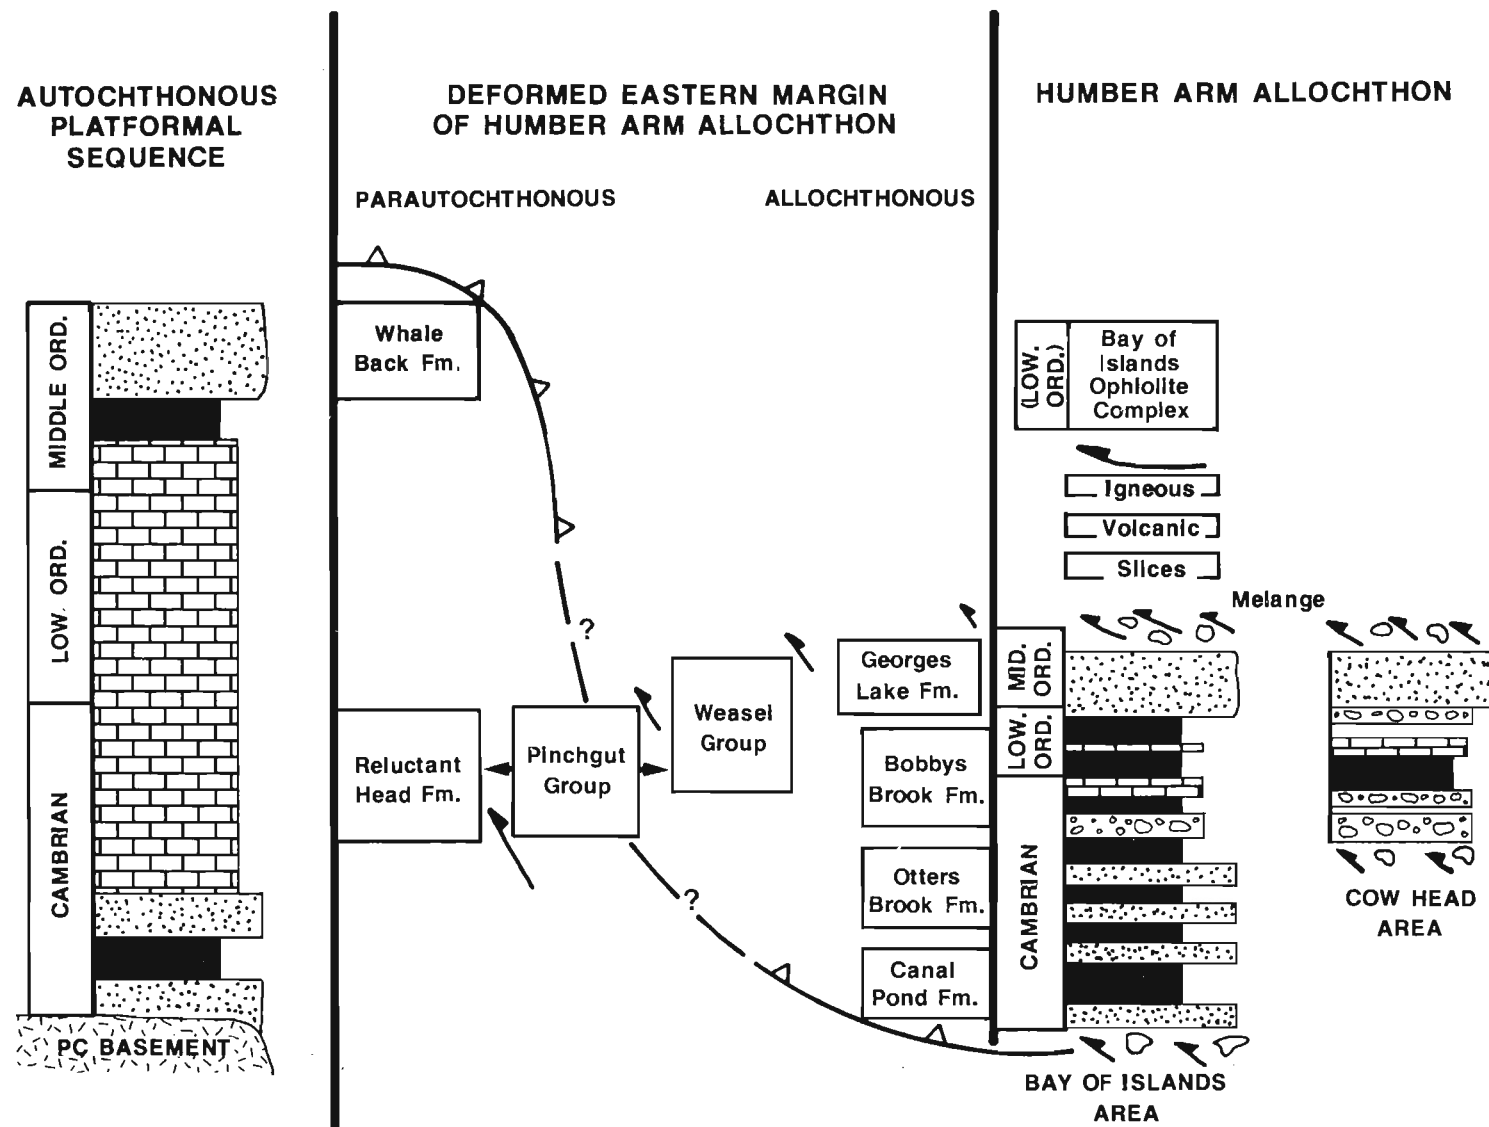 AUTOCHTHONOUS
PLATFORMAL
SEQUENCE
DEFORMED EASTERN MARGIN
OF HUMBER ARM ALLOCHTHON
HUMBER ARM ALLOCHTHON
PARAUTOCHTHONOUS
ALLOCHTHONOUS
MIDDLE ORD.
LOW. ORD.
CAMBRIAN
PC BASEMENT
Whale
Back Fm.
?
Reluctant
Head Fm.
Pinchgut
Group
Weasel
Group
?
Georges
Lake Fm.
Bobbys
Brook Fm.
Otters
Brook Fm.
Canal
Pond Fm.
(LOW.
ORD.)
Bay of
Islands
Ophiolite
Complex
Igneous
Volcanic
Slices
Melange
MID.
ORD.
LOW.
ORD.
CAMBRIAN
BAY OF ISLANDS
AREA
COW HEAD
AREA